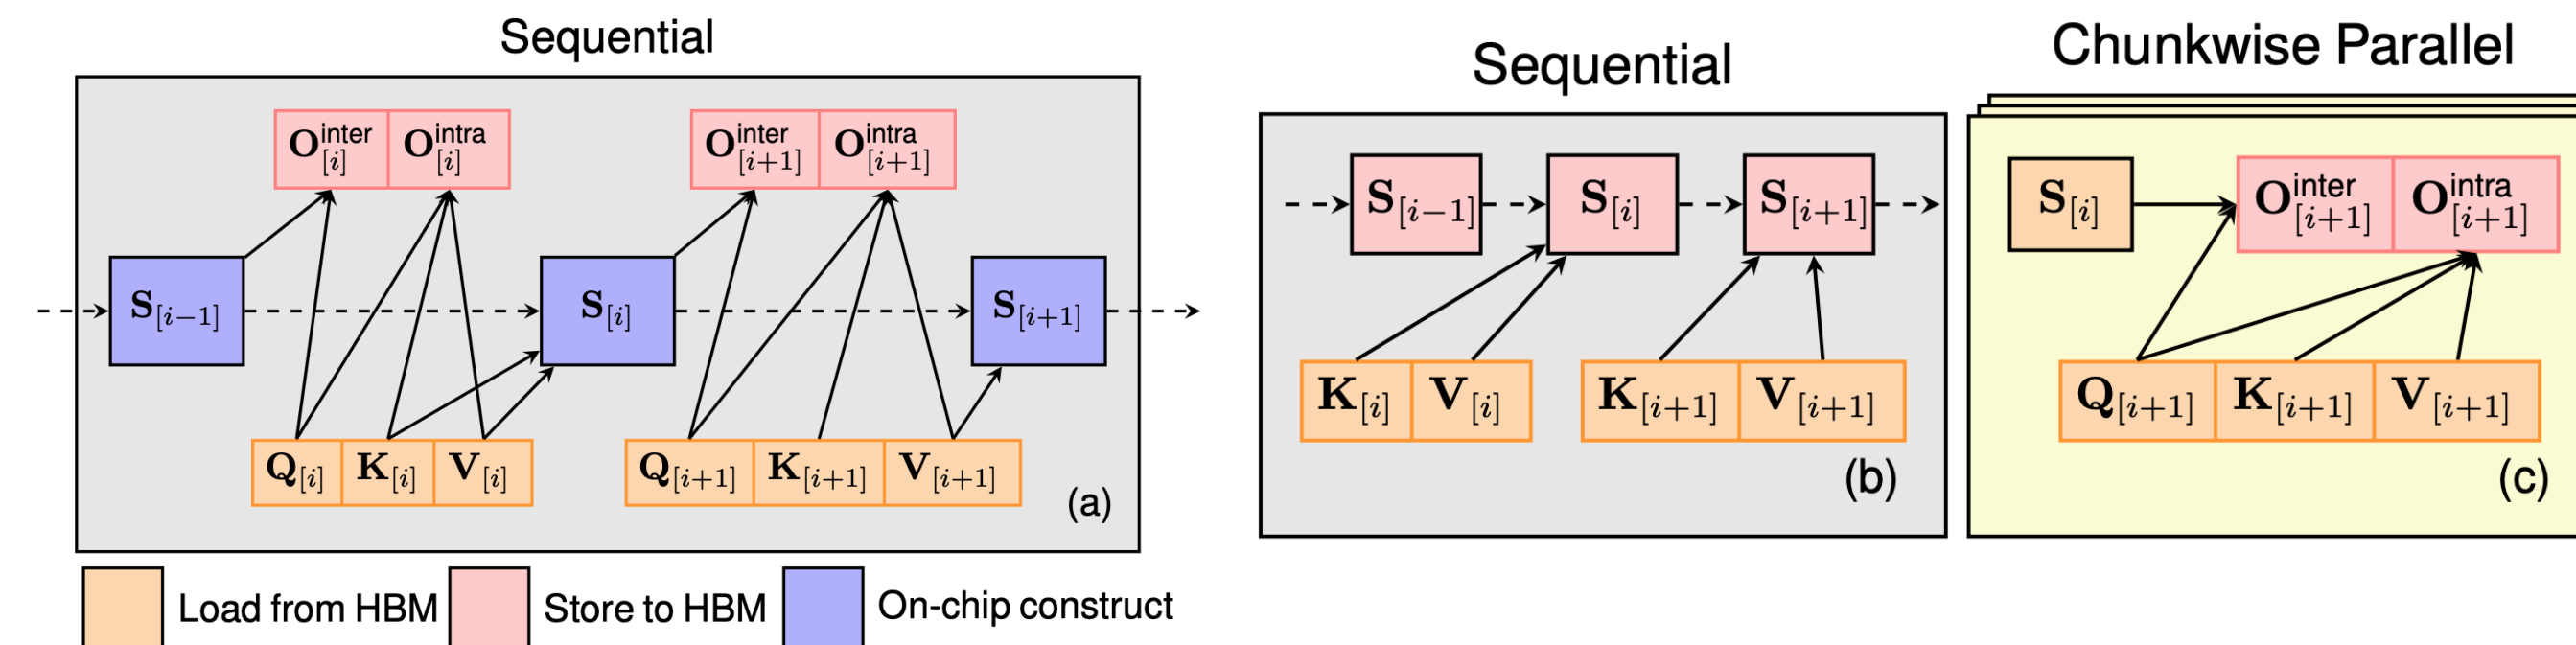 Sequential
O^inter_[i] O^intra_[i] O^inter_[i+1] O^intra_[i+1]
S_[i−1] S_[i] S_[i+1]
Q_[i] K_[i] V_[i] Q_[i+1] K_[i+1] V_[i+1]
(a)
Load from HBM Store to HBM On-chip construct
Sequential
S_[i−1] S_[i] S_[i+1]
K_[i] V_[i] K_[i+1] V_[i+1]
(b)
Chunkwise Parallel
S_[i] O^inter_[i+1] O^intra_[i+1]
Q_[i+1] K_[i+1] V_[i+1]
(c)